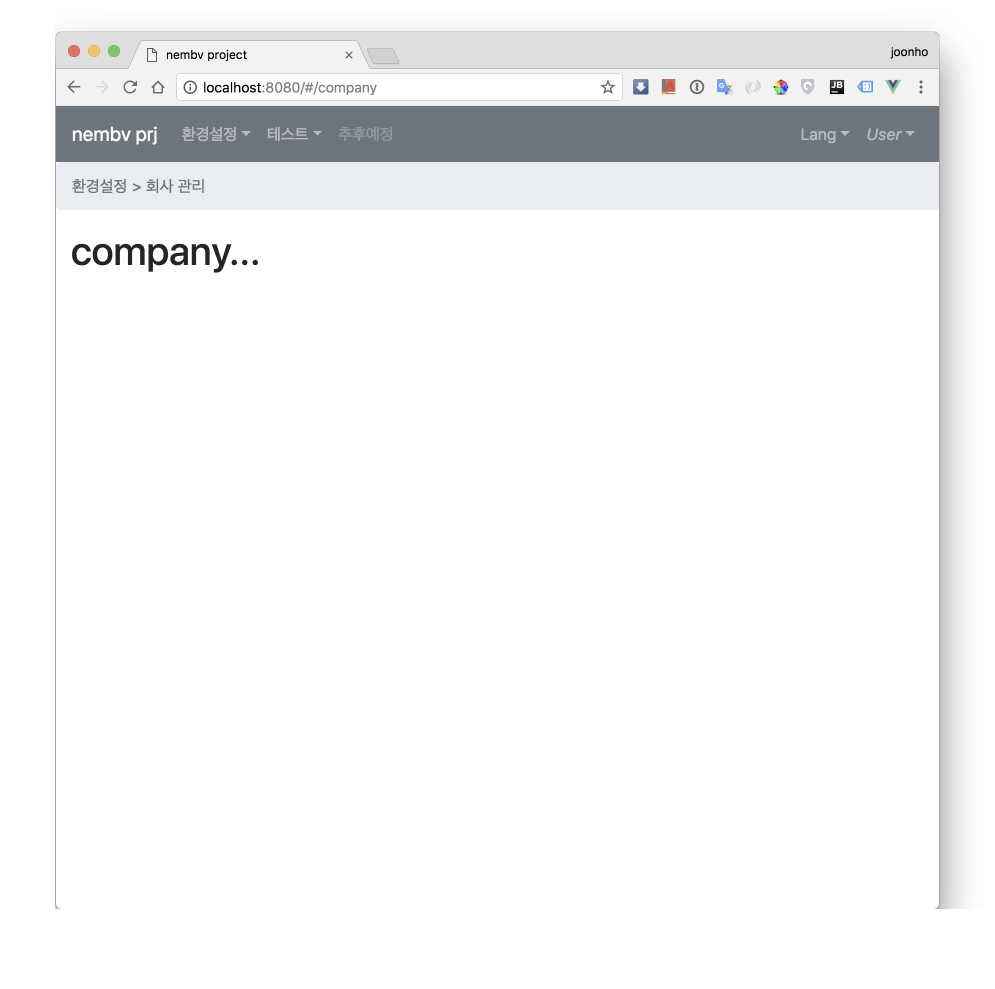 nembv project
joonho
localhost:8080/#/company
JB
nembv prj 환경설정 테스트 추후예정 Lang User
환경설정 > 회사 관리
company...